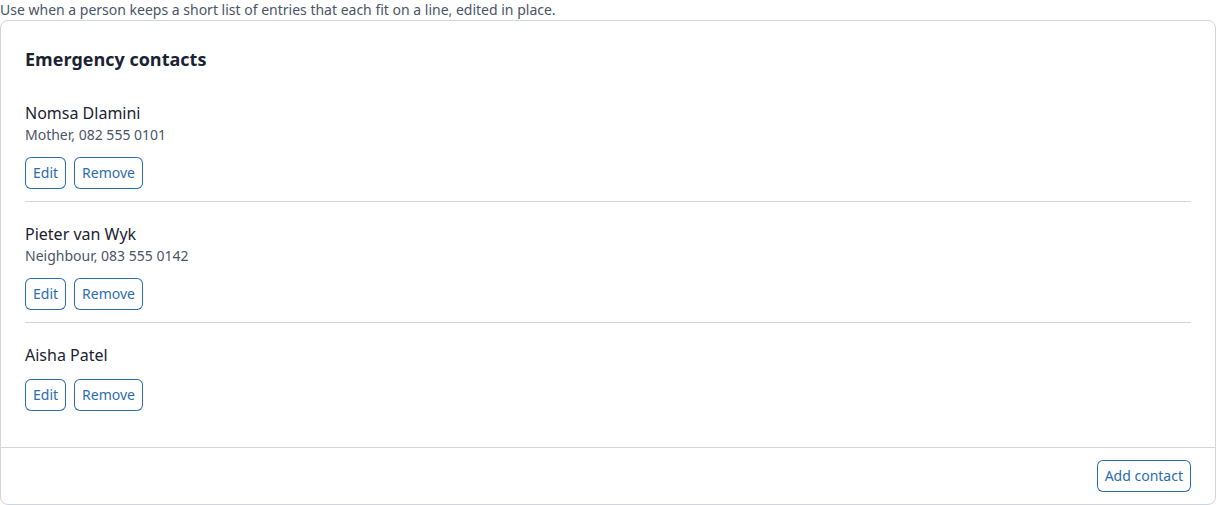 Use when a person keeps a short list of entries that each fit on a line, edited in place.
Emergency contacts
Nomsa Dlamini
Mother, 082 555 0101
Edit Remove
Pieter van Wyk
Neighbour, 083 555 0142
Edit Remove
Aisha Patel
Edit Remove
Add contact